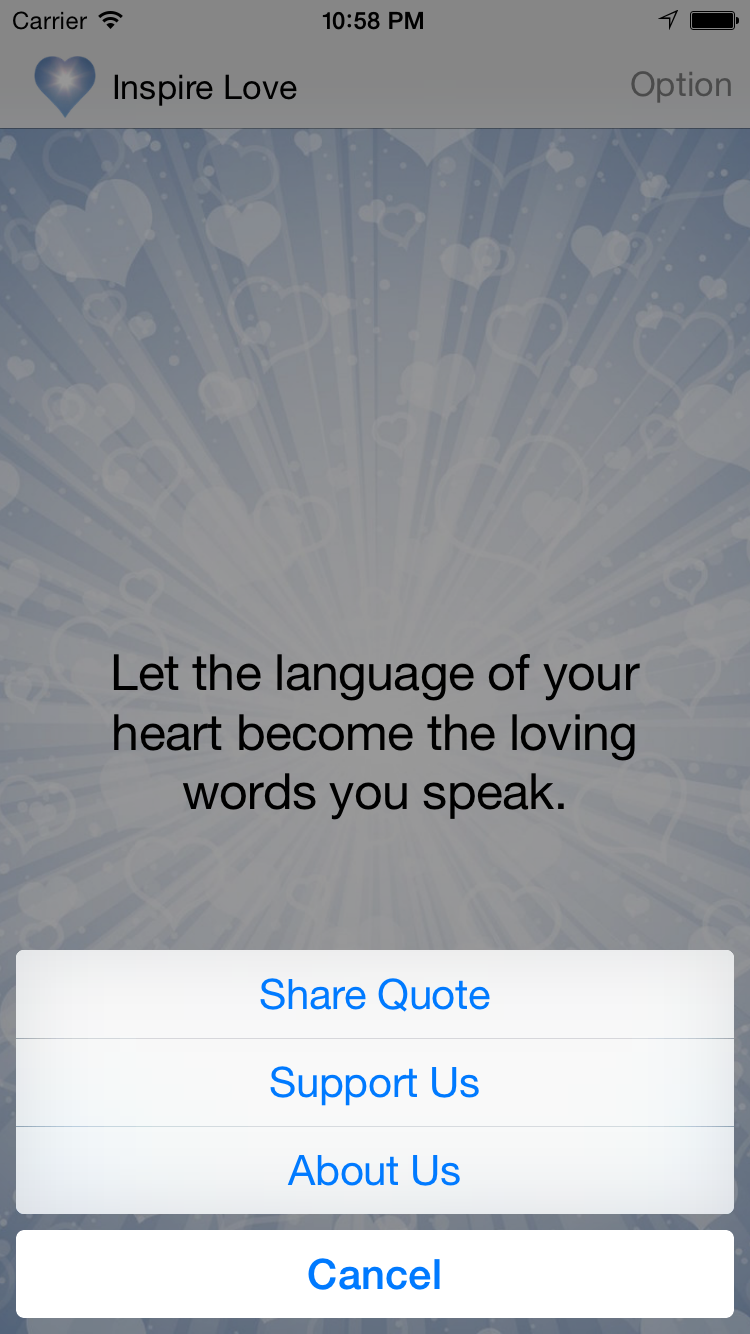 Carrier 10:58 PM
Inspire Love Option
Let the language of your
heart become the loving
words you speak.
Share Quote
Support Us
About Us
Cancel